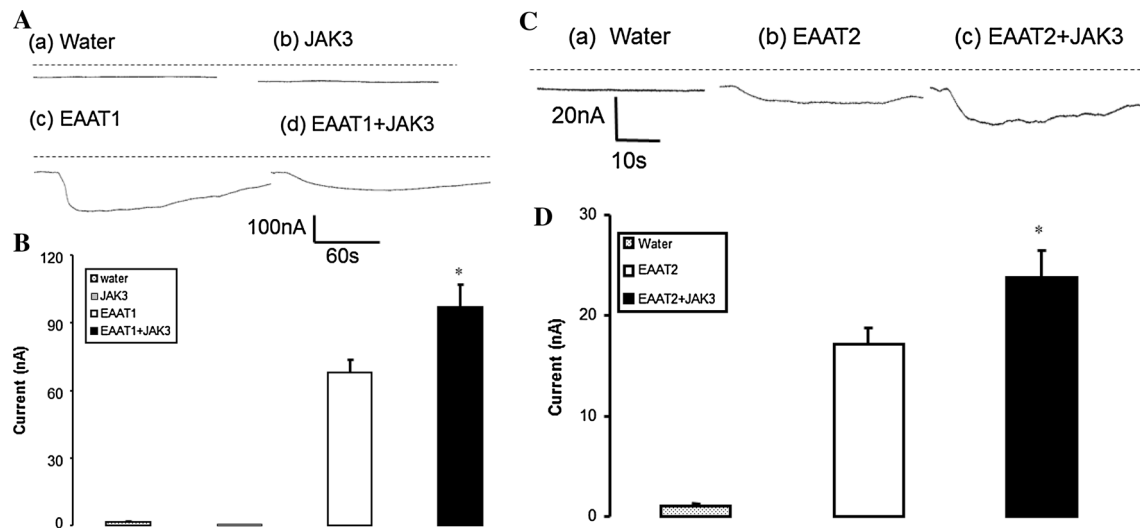 A
(a) Water
(b) JAK3
(c) EAAT1
(d) EAAT1+JAK3
100nA
60s
B
120
90
60
30
0
Current (nA)
water
JAK3
EAAT1
EAAT1+JAK3
*
C
(a) Water
(b) EAAT2
(c) EAAT2+JAK3
20nA
10s
D
30
20
10
0
Current (nA)
Water
EAAT2
EAAT2+JAK3
*